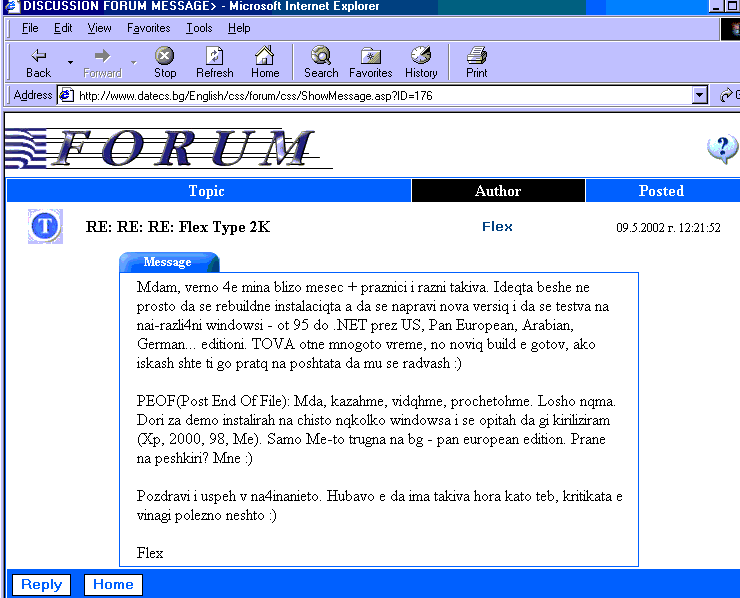 DISCUSSION FORUM MESSAGE> - Microsoft Internet Explorer
File Edit View Favorites Tools Help
Back Forward Stop Refresh Home Search Favorites History Print
Address http://www.datecs.bg/English/css/forum/css/ShowMessage.asp?ID=176
FORUM
Topic Author Posted
T RE: RE: RE: Flex Type 2K Flex 09.5.2002 г. 12:21:52
Message
Mdam, verno 4e mina blizo mesec + praznici i razni takiva. Ideqta beshe ne
prosto da se rebuildne instalaciqta a da se napravi nova versiq i da se testva na
nai-razli4ni windowsi - ot 95 do .NET prez US, Pan European, Arabian,
German... editioni. TOVA otne mnogoto vreme, no noviq build e gotov, ako
iskash shte ti go pratq na poshtata da mu se radvash :)
PEOF(Post End Of File): Mda, kazahme, vidqhme, prochetohme. Losho nqma.
Dori za demo instalirah na chisto nqkolko windowsa i se opitah da gi kiriliziram
(Xp, 2000, 98, Me). Samo Me-to trugna na bg - pan european edition. Prane
na peshkiri? Mne :)
Pozdravi i uspeh v na4inanieto. Hubavo e da ima takiva hora kato teb, kritikata e
vinagi polezno neshto :)
Flex
Reply Home